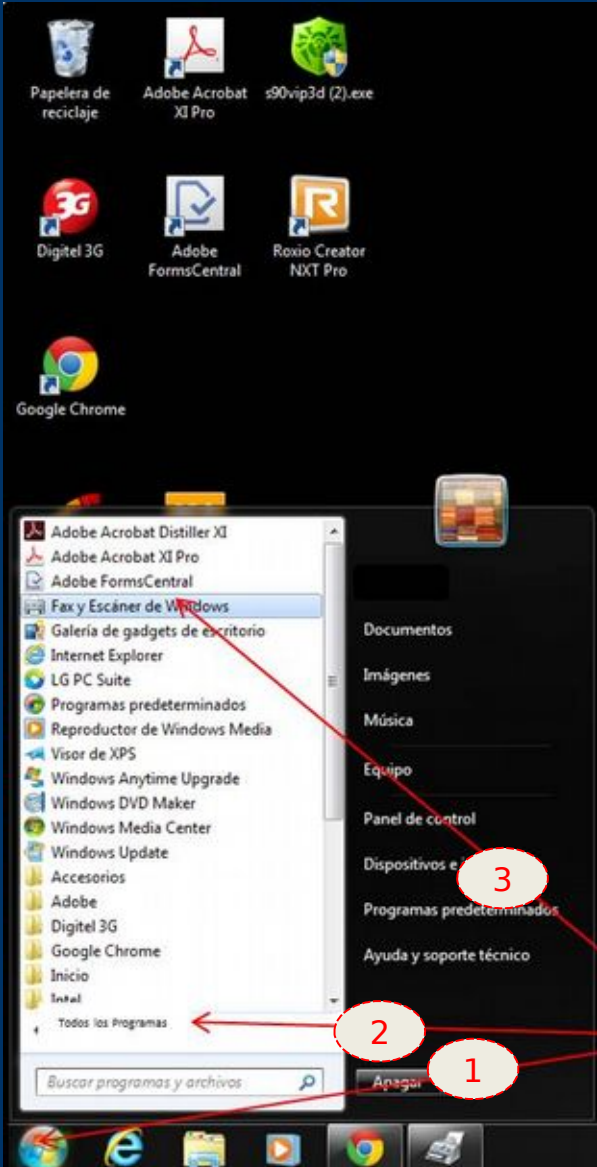 Papelera de
reciclaje
Adobe Acrobat
XI Pro
s90vip3d (2).exe
3G
Digitel 3G
Adobe
FormsCentral
Roxio Creator
NXT Pro
Google Chrome
Adobe Acrobat Distiller XI
Adobe Acrobat XI Pro
Adobe FormsCentral
Fax y Escáner de Windows
Galería de gadgets de escritorio
Internet Explorer
LG PC Suite
Programas predeterminados
Reproductor de Windows Media
Visor de XPS
Windows Anytime Upgrade
Windows DVD Maker
Windows Media Center
Windows Update
Accesorios
Adobe
Digitel 3G
Google Chrome
Inicio
Intel
Todos los Programas
Buscar programas y archivos
Documentos
Imágenes
Música
Equipo
Panel de control
Dispositivos e
3
Programas predeterminados
Ayuda y soporte técnico
2
1
Apagar